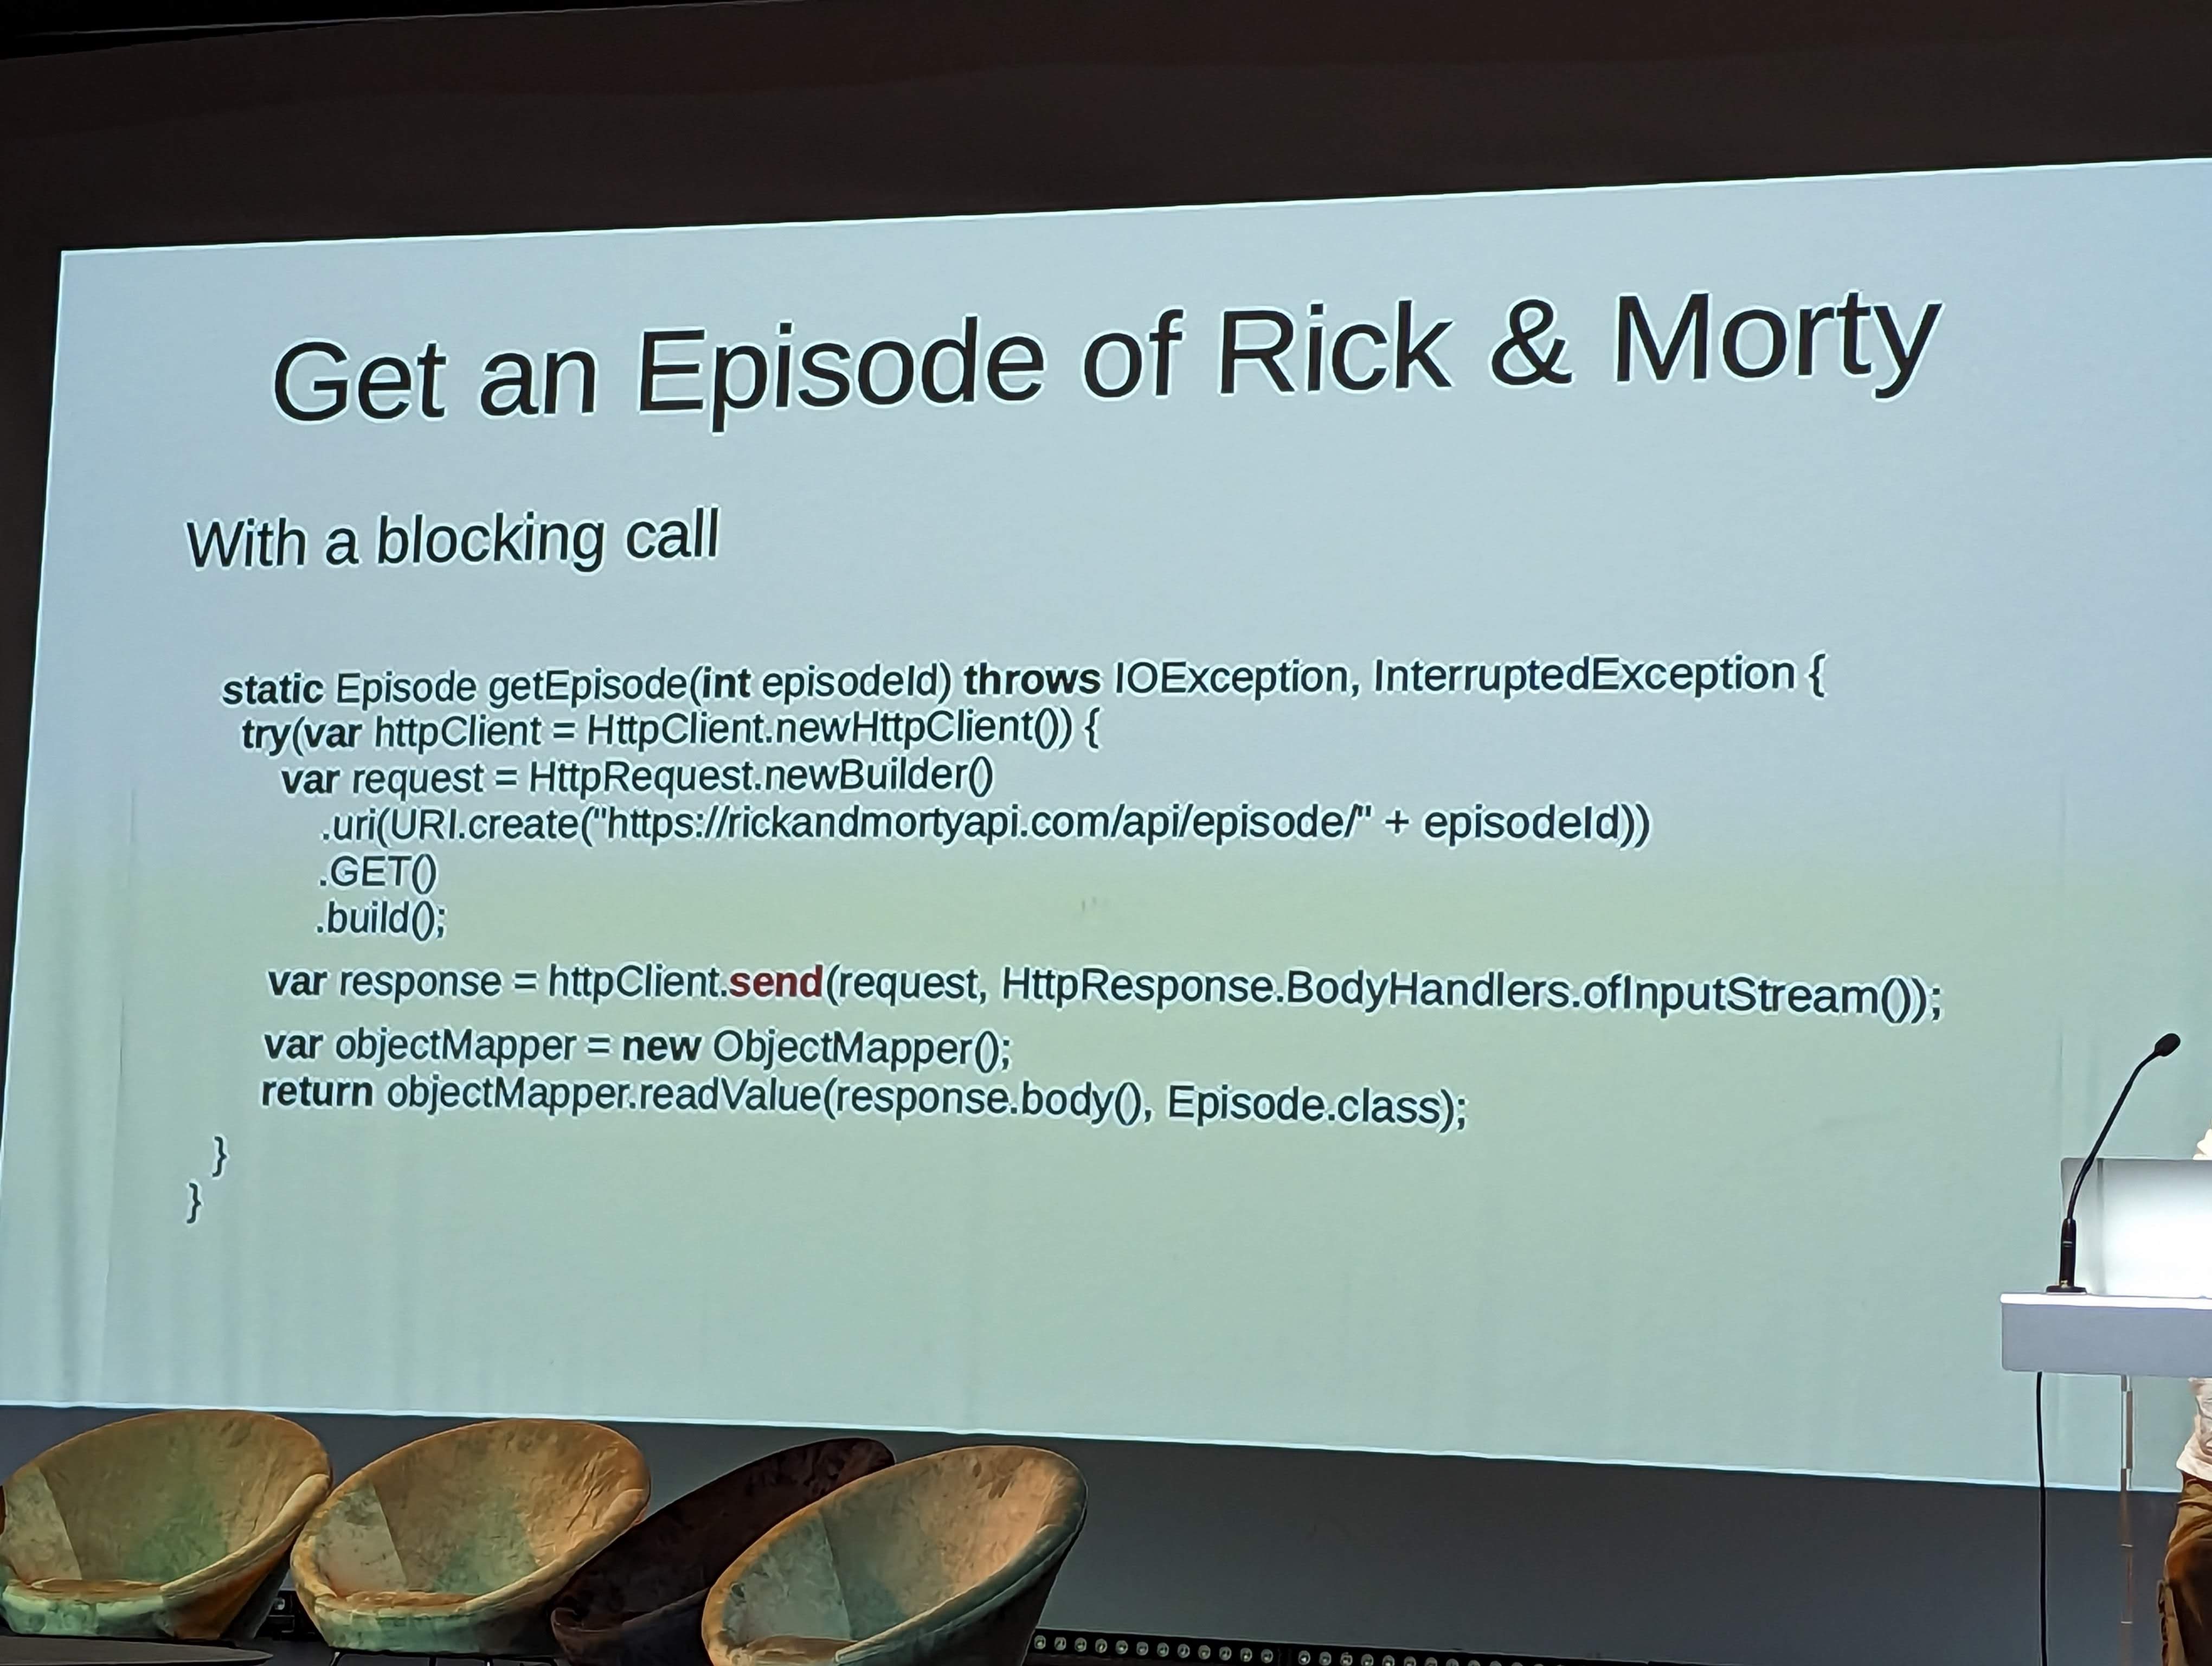 Get an Episode of Rick & Morty
With a blocking call
static Episode getEpisode(int episodeId) throws IOException, InterruptedException {
try(var httpClient = HttpClient.newHttpClient()) {
var request = HttpRequest.newBuilder()
.uri(URI.create("https://rickandmortyapi.com/api/episode/" + episodeId))
.GET()
.build();
var response = httpClient.send(request, HttpResponse.BodyHandlers.ofInputStream());
var objectMapper = new ObjectMapper();
return objectMapper.readValue(response.body(), Episode.class);
}
}